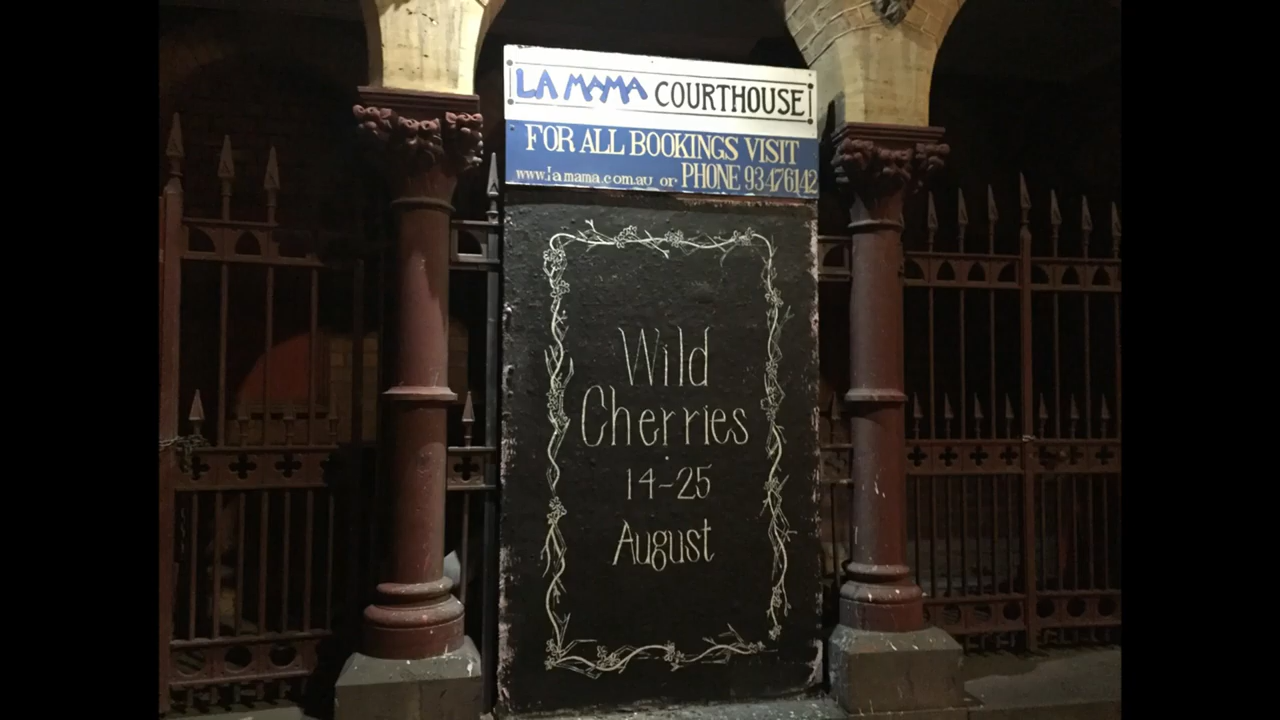 LA MAMA COURTHOUSE
FOR ALL BOOKINGS VISIT
www.lamama.com.au or PHONE 93476142
Wild
Cherries
14-25
August